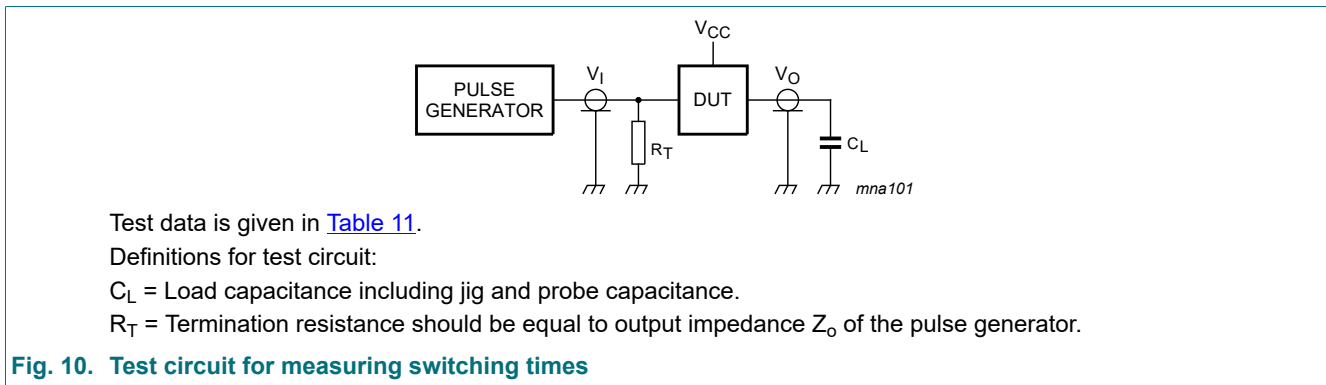 VCC
PULSE
GENERATOR
VI
DUT
VO
RT
CL
mna101
Test data is given in Table 11.
Definitions for test circuit:
CL = Load capacitance including jig and probe capacitance.
RT = Termination resistance should be equal to output impedance Zo of the pulse generator.
Fig. 10. Test circuit for measuring switching times